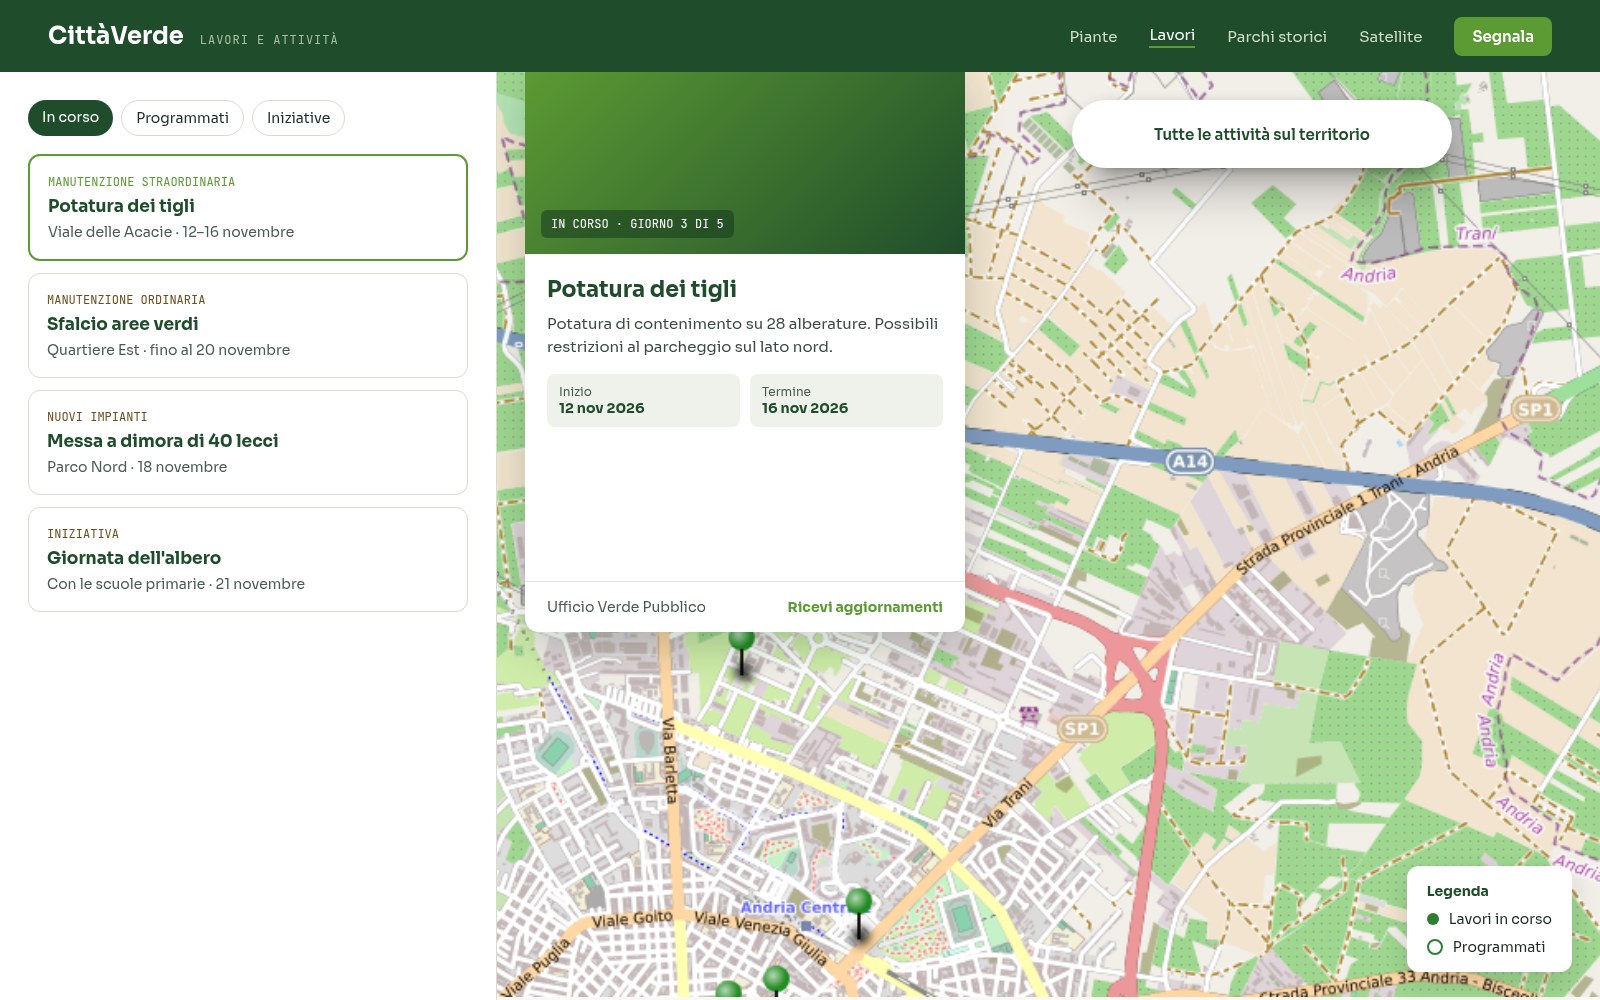 CittàVerde
LAVORI E ATTIVITÀ
Piante
Lavori
Parchi storici
Satellite
Segnala
In corso
Programmati
Iniziative
MANUTENZIONE STRAORDINARIA
Potatura dei tigli
Viale delle Acacie · 12–16 novembre
MANUTENZIONE ORDINARIA
Sfalcio aree verdi
Quartiere Est · fino al 20 novembre
NUOVI IMPIANTI
Messa a dimora di 40 lecci
Parco Nord · 18 novembre
INIZIATIVA
Giornata dell'albero
Con le scuole primarie · 21 novembre
IN CORSO · GIORNO 3 DI 5
Potatura dei tigli
Potatura di contenimento su 28 alberature. Possibili
restrizioni al parcheggio sul lato nord.
Inizio
12 nov 2026
Termine
16 nov 2026
Ufficio Verde Pubblico
Ricevi aggiornamenti
Tutte le attività sul territorio
Trani
Andria
SP1
A14
Strada Provinciale 1 Trani - Andria
Andria
Andria
SP1
Via Barletta
Via Trani
Andria
Andria
Andria Centr
Viale Goito
Viale Venezia Giulia
Viale Puglia
Strada Provinciale 33 Andria - Bisceg
Legenda
Lavori in corso
Programmati